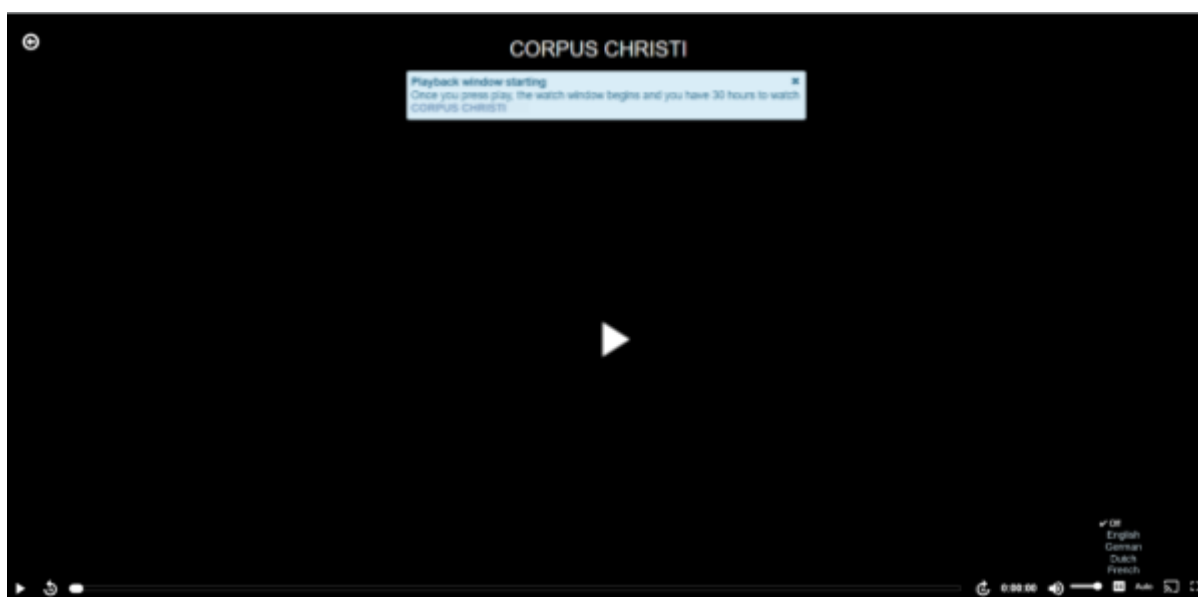 CORPUS CHRISTI
Playback window starting
Once you press play, the watch window begins and you have 30 hours to watch
CORPUS CHRISTI
✔ Off
English
German
Dutch
French
0:00:00
Auto